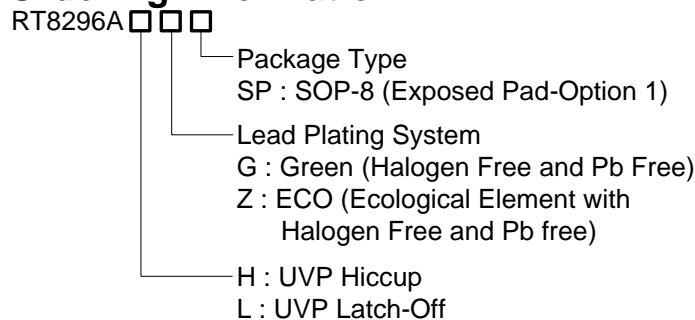 RT8296A
Package Type
SP : SOP-8 (Exposed Pad-Option 1)
Lead Plating System
G : Green (Halogen Free and Pb Free)
Z : ECO (Ecological Element with
Halogen Free and Pb free)
H : UVP Hiccup
L : UVP Latch-Off